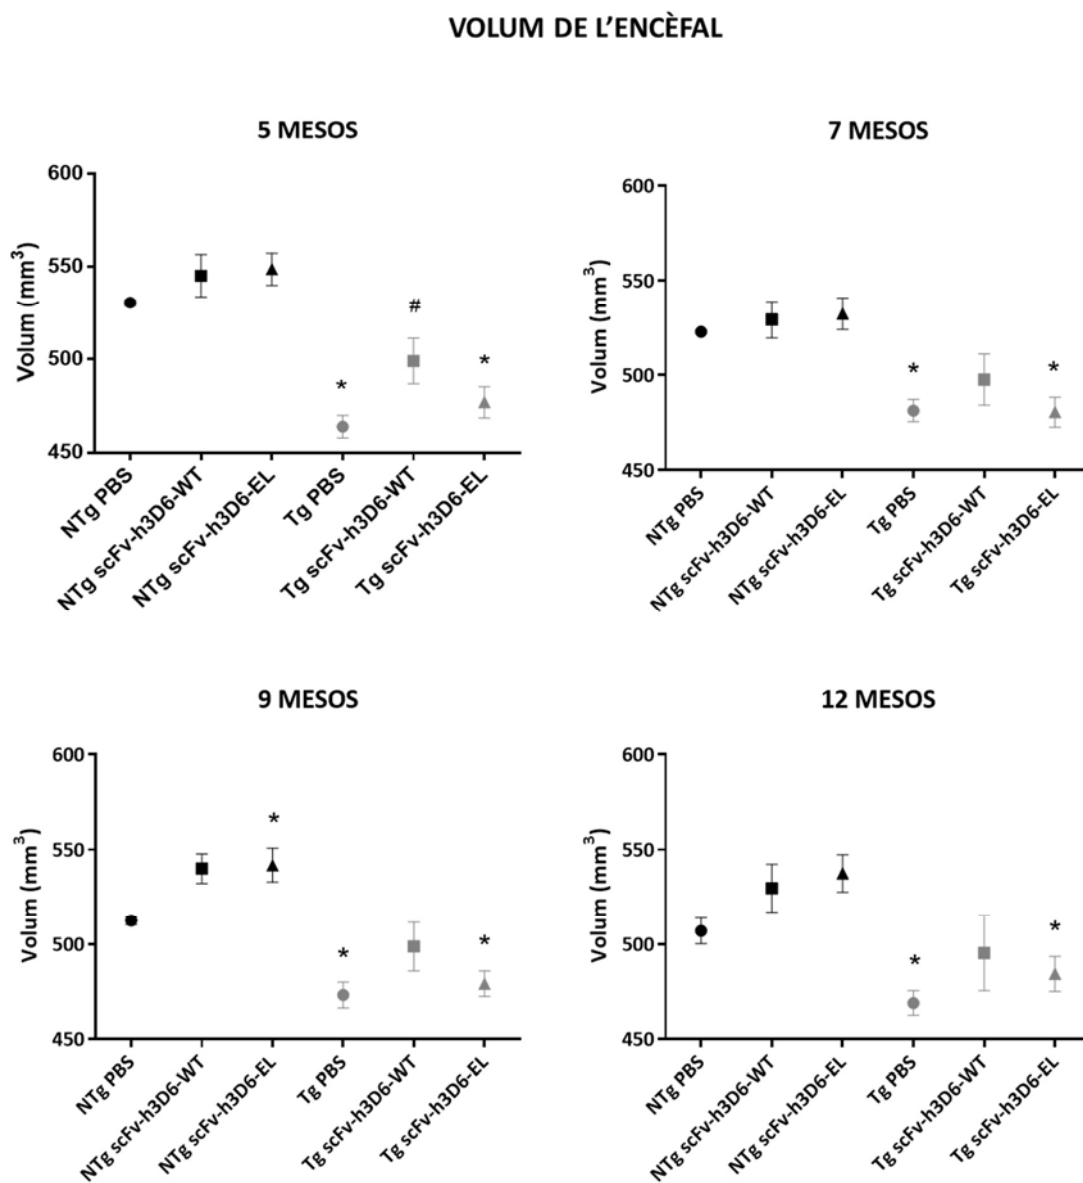 VOLUM DE L'ENCÈFAL
5 MESOS
600
550
500
450
Volum (mm³)
#
*
*
NTg PBS
NTg scFv-h3D6-WT
NTg scFv-h3D6-EL
Tg PBS
Tg scFv-h3D6-WT
Tg scFv-h3D6-EL
7 MESOS
600
550
500
450
Volum (mm³)
*
*
NTg PBS
NTg scFv-h3D6-WT
NTg scFv-h3D6-EL
Tg PBS
Tg scFv-h3D6-WT
Tg scFv-h3D6-EL
9 MESOS
600
550
500
450
Volum (mm³)
*
*
*
NTg PBS
NTg scFv-h3D6-WT
NTg scFv-h3D6-EL
Tg PBS
Tg scFv-h3D6-WT
Tg scFv-h3D6-EL
12 MESOS
600
550
500
450
Volum (mm³)
*
*
NTg PBS
NTg scFv-h3D6-WT
NTg scFv-h3D6-EL
Tg PBS
Tg scFv-h3D6-WT
Tg scFv-h3D6-EL